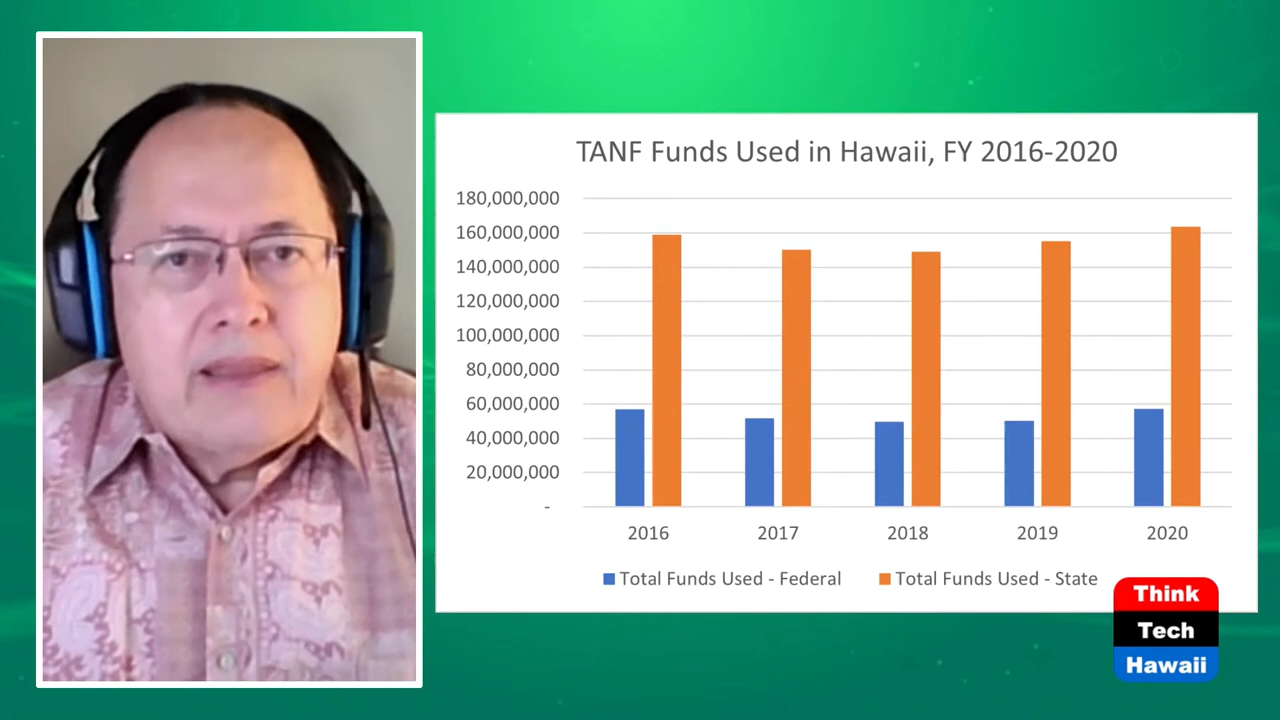 TANF Funds Used in Hawaii, FY 2016-2020
180,000,000
160,000,000
140,000,000
120,000,000
100,000,000
80,000,000
60,000,000
40,000,000
20,000,000
-
2016 2017 2018 2019 2020
Total Funds Used - Federal Total Funds Used - State
Think
Tech
Hawaii